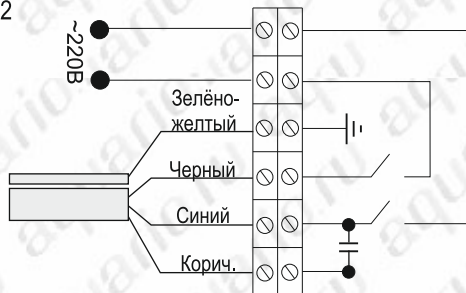 2
~220В
Зелёно-
желтый
Черный
Синий
Корич.